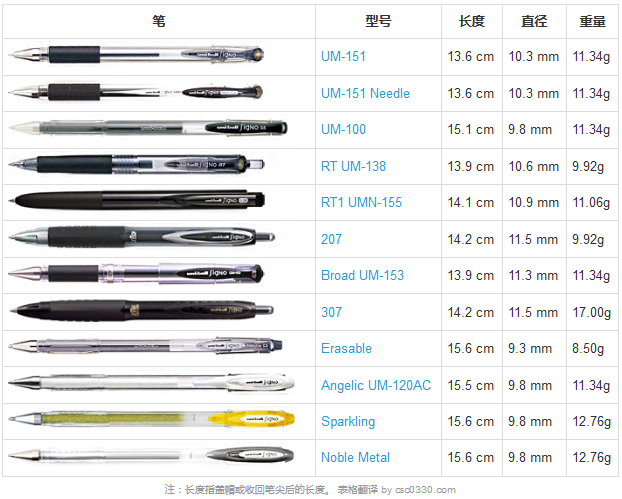 笔 型号 长度 直径 重量
UM-151 13.6 cm 10.3 mm 11.34g
UM-151 Needle 13.6 cm 10.3 mm 11.34g
UM-100 15.1 cm 9.8 mm 11.34g
RT UM-138 13.9 cm 10.6 mm 9.92g
RT1 UMN-155 14.1 cm 10.9 mm 11.06g
207 14.2 cm 11.5 mm 9.92g
Broad UM-153 13.9 cm 11.3 mm 11.34g
307 14.2 cm 11.5 mm 17.00g
Erasable 15.6 cm 9.3 mm 8.50g
Angelic UM-120AC 15.5 cm 9.8 mm 11.34g
Sparkling 15.6 cm 9.8 mm 12.76g
Noble Metal 15.6 cm 9.8 mm 12.76g
注：长度指盖帽或收回笔尖后的长度。 表格翻译 by csc0330.com